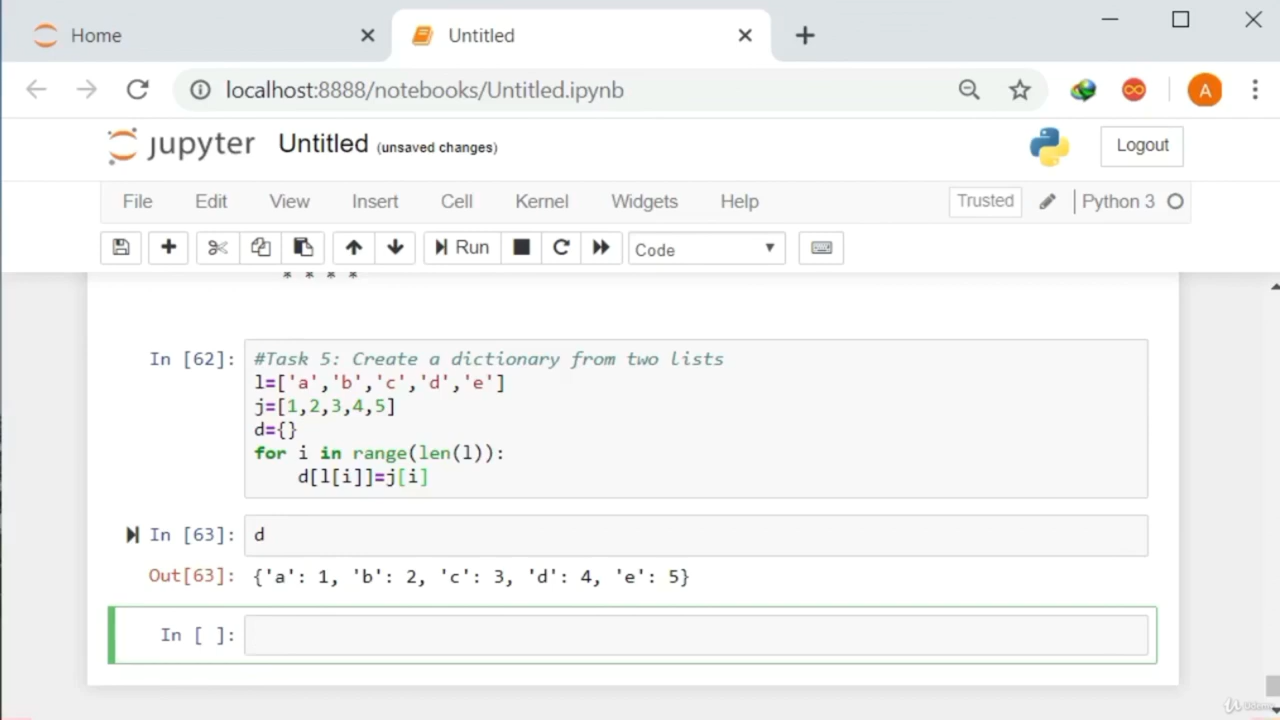 Home
Untitled
localhost:8888/notebooks/Untitled.ipynb
A
jupyter Untitled (unsaved changes)
Logout
File Edit View Insert Cell Kernel Widgets Help
Trusted
Python 3
Run
Code
* * * *
In [62]:
#Task 5: Create a dictionary from two lists
l=['a','b','c','d','e']
j=[1,2,3,4,5]
d={}
for i in range(len(l)):
    d[l[i]]=j[i]
In [63]: d
Out[63]: {'a': 1, 'b': 2, 'c': 3, 'd': 4, 'e': 5}
In [ ]:
Udemy